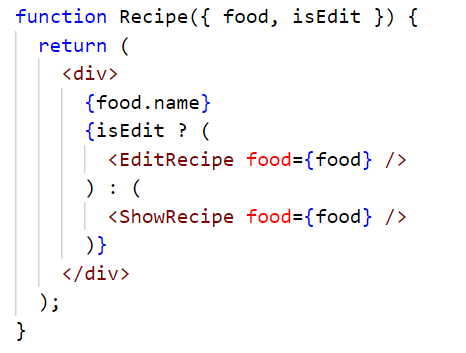 function Recipe({ food, isEdit }) {
  return (
    <div>
      {food.name}
      {isEdit ? (
        <EditRecipe food={food} />
      ) : (
        <ShowRecipe food={food} />
      )}
    </div>
  );
}